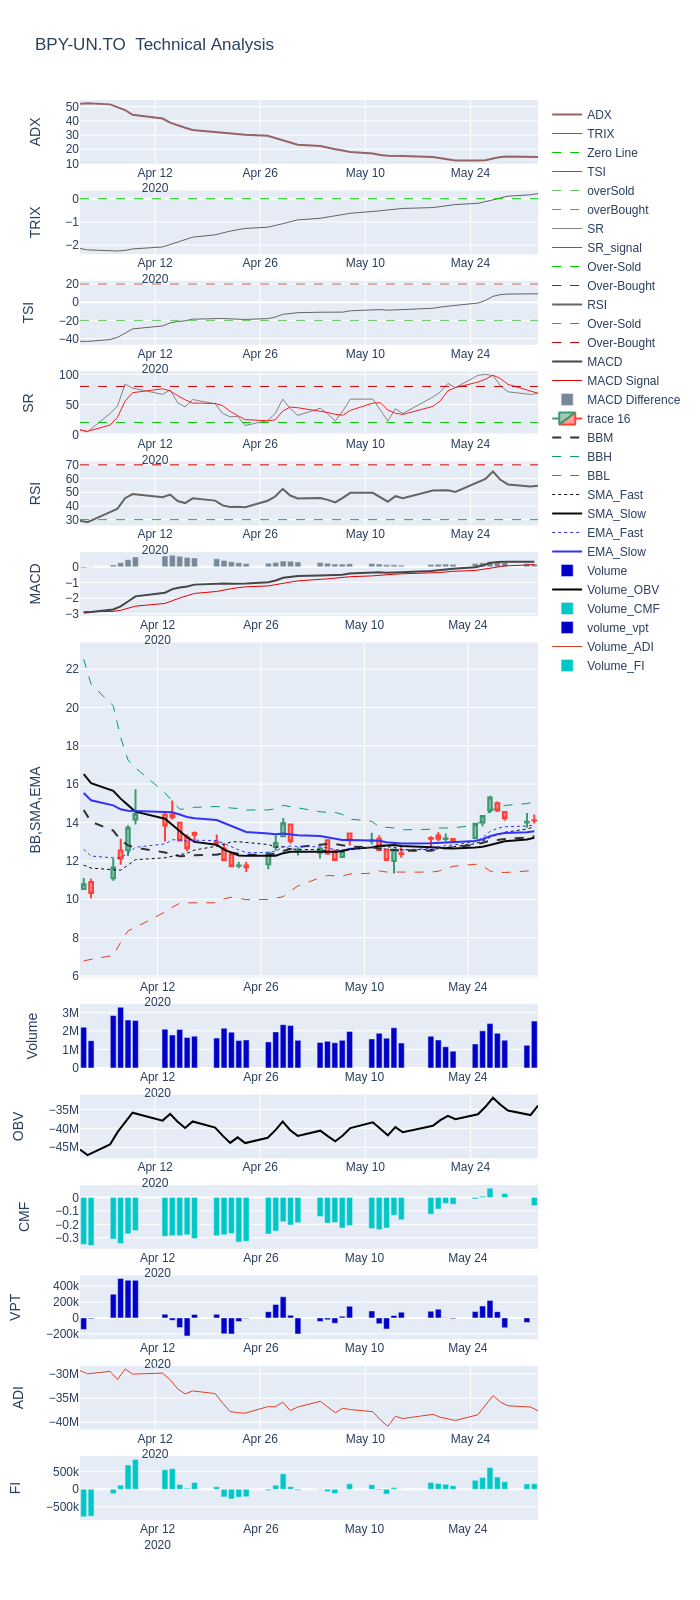 BPY-UN.TO  Technical Analysis
ADX
50
40
30
20
10
Apr 12
2020
Apr 26
May 10
May 24
TRIX
0
−1
−2
Apr 12
2020
Apr 26
May 10
May 24
TSI
20
0
−20
−40
Apr 12
2020
Apr 26
May 10
May 24
SR
100
50
0
Apr 12
2020
Apr 26
May 10
May 24
RSI
70
60
50
40
30
Apr 12
2020
Apr 26
May 10
May 24
MACD
0
−1
−2
−3
Apr 12
2020
Apr 26
May 10
May 24
BB,SMA,EMA
22
20
18
16
14
12
10
8
6
Apr 12
2020
Apr 26
May 10
May 24
Volume
3M
2M
1M
0
Apr 12
2020
Apr 26
May 10
May 24
OBV
−35M
−40M
−45M
Apr 12
2020
Apr 26
May 10
May 24
CMF
0
−0.1
−0.2
−0.3
Apr 12
2020
Apr 26
May 10
May 24
VPT
400k
200k
0
−200k
Apr 12
2020
Apr 26
May 10
May 24
ADI
−30M
−35M
−40M
Apr 12
2020
Apr 26
May 10
May 24
FI
500k
0
−500k
Apr 12
2020
Apr 26
May 10
May 24
ADX
TRIX
Zero Line
TSI
overSold
overBought
SR
SR_signal
Over-Sold
Over-Bought
RSI
Over-Sold
Over-Bought
MACD
MACD Signal
MACD Difference
trace 16
BBM
BBH
BBL
SMA_Fast
SMA_Slow
EMA_Fast
EMA_Slow
Volume
Volume_OBV
Volume_CMF
volume_vpt
Volume_ADI
Volume_FI